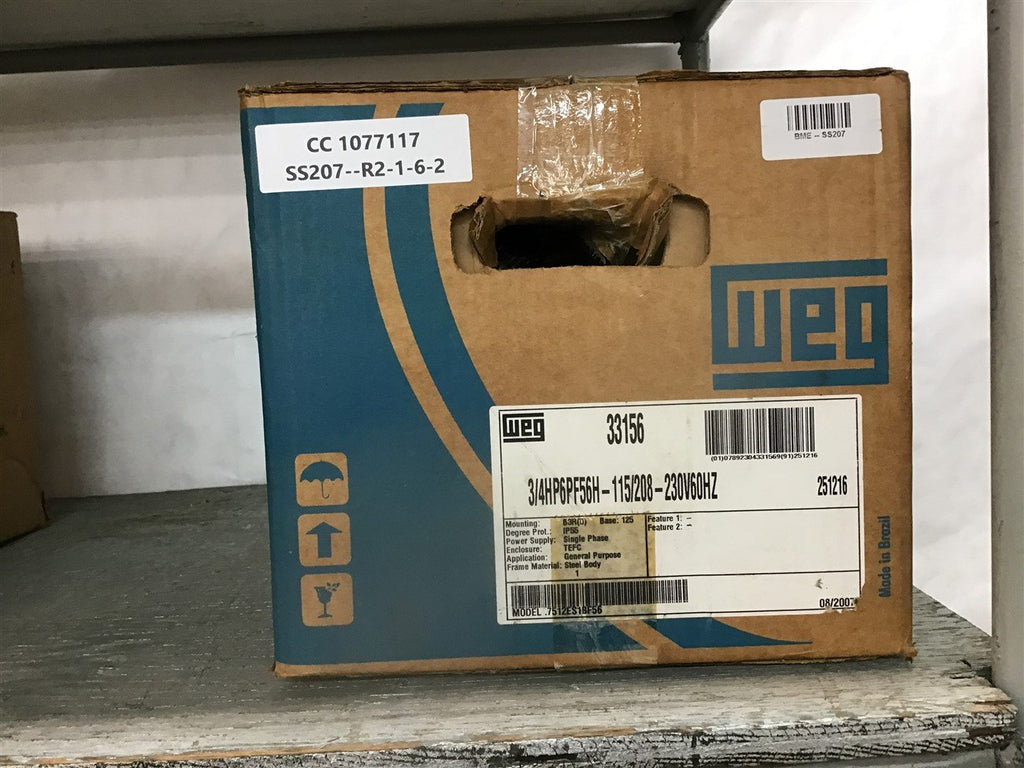 CC 1077117
SS207--R2-1-6-2
BME -- SS207
weg
weg
33156
(01)07892304331569(91)251216
3/4HP6PF56H-115/208-230V60HZ
251216
Mounting: B3R(D) Base: 125
Degree Prot.: IP55
Power Supply: Single Phase
Enclosure: TEFC
Application: General Purpose
Frame Material: Steel Body
1
Feature 1: --
Feature 2: --
MODEL .7512ES1BF56
08/2007
Made in Brazil